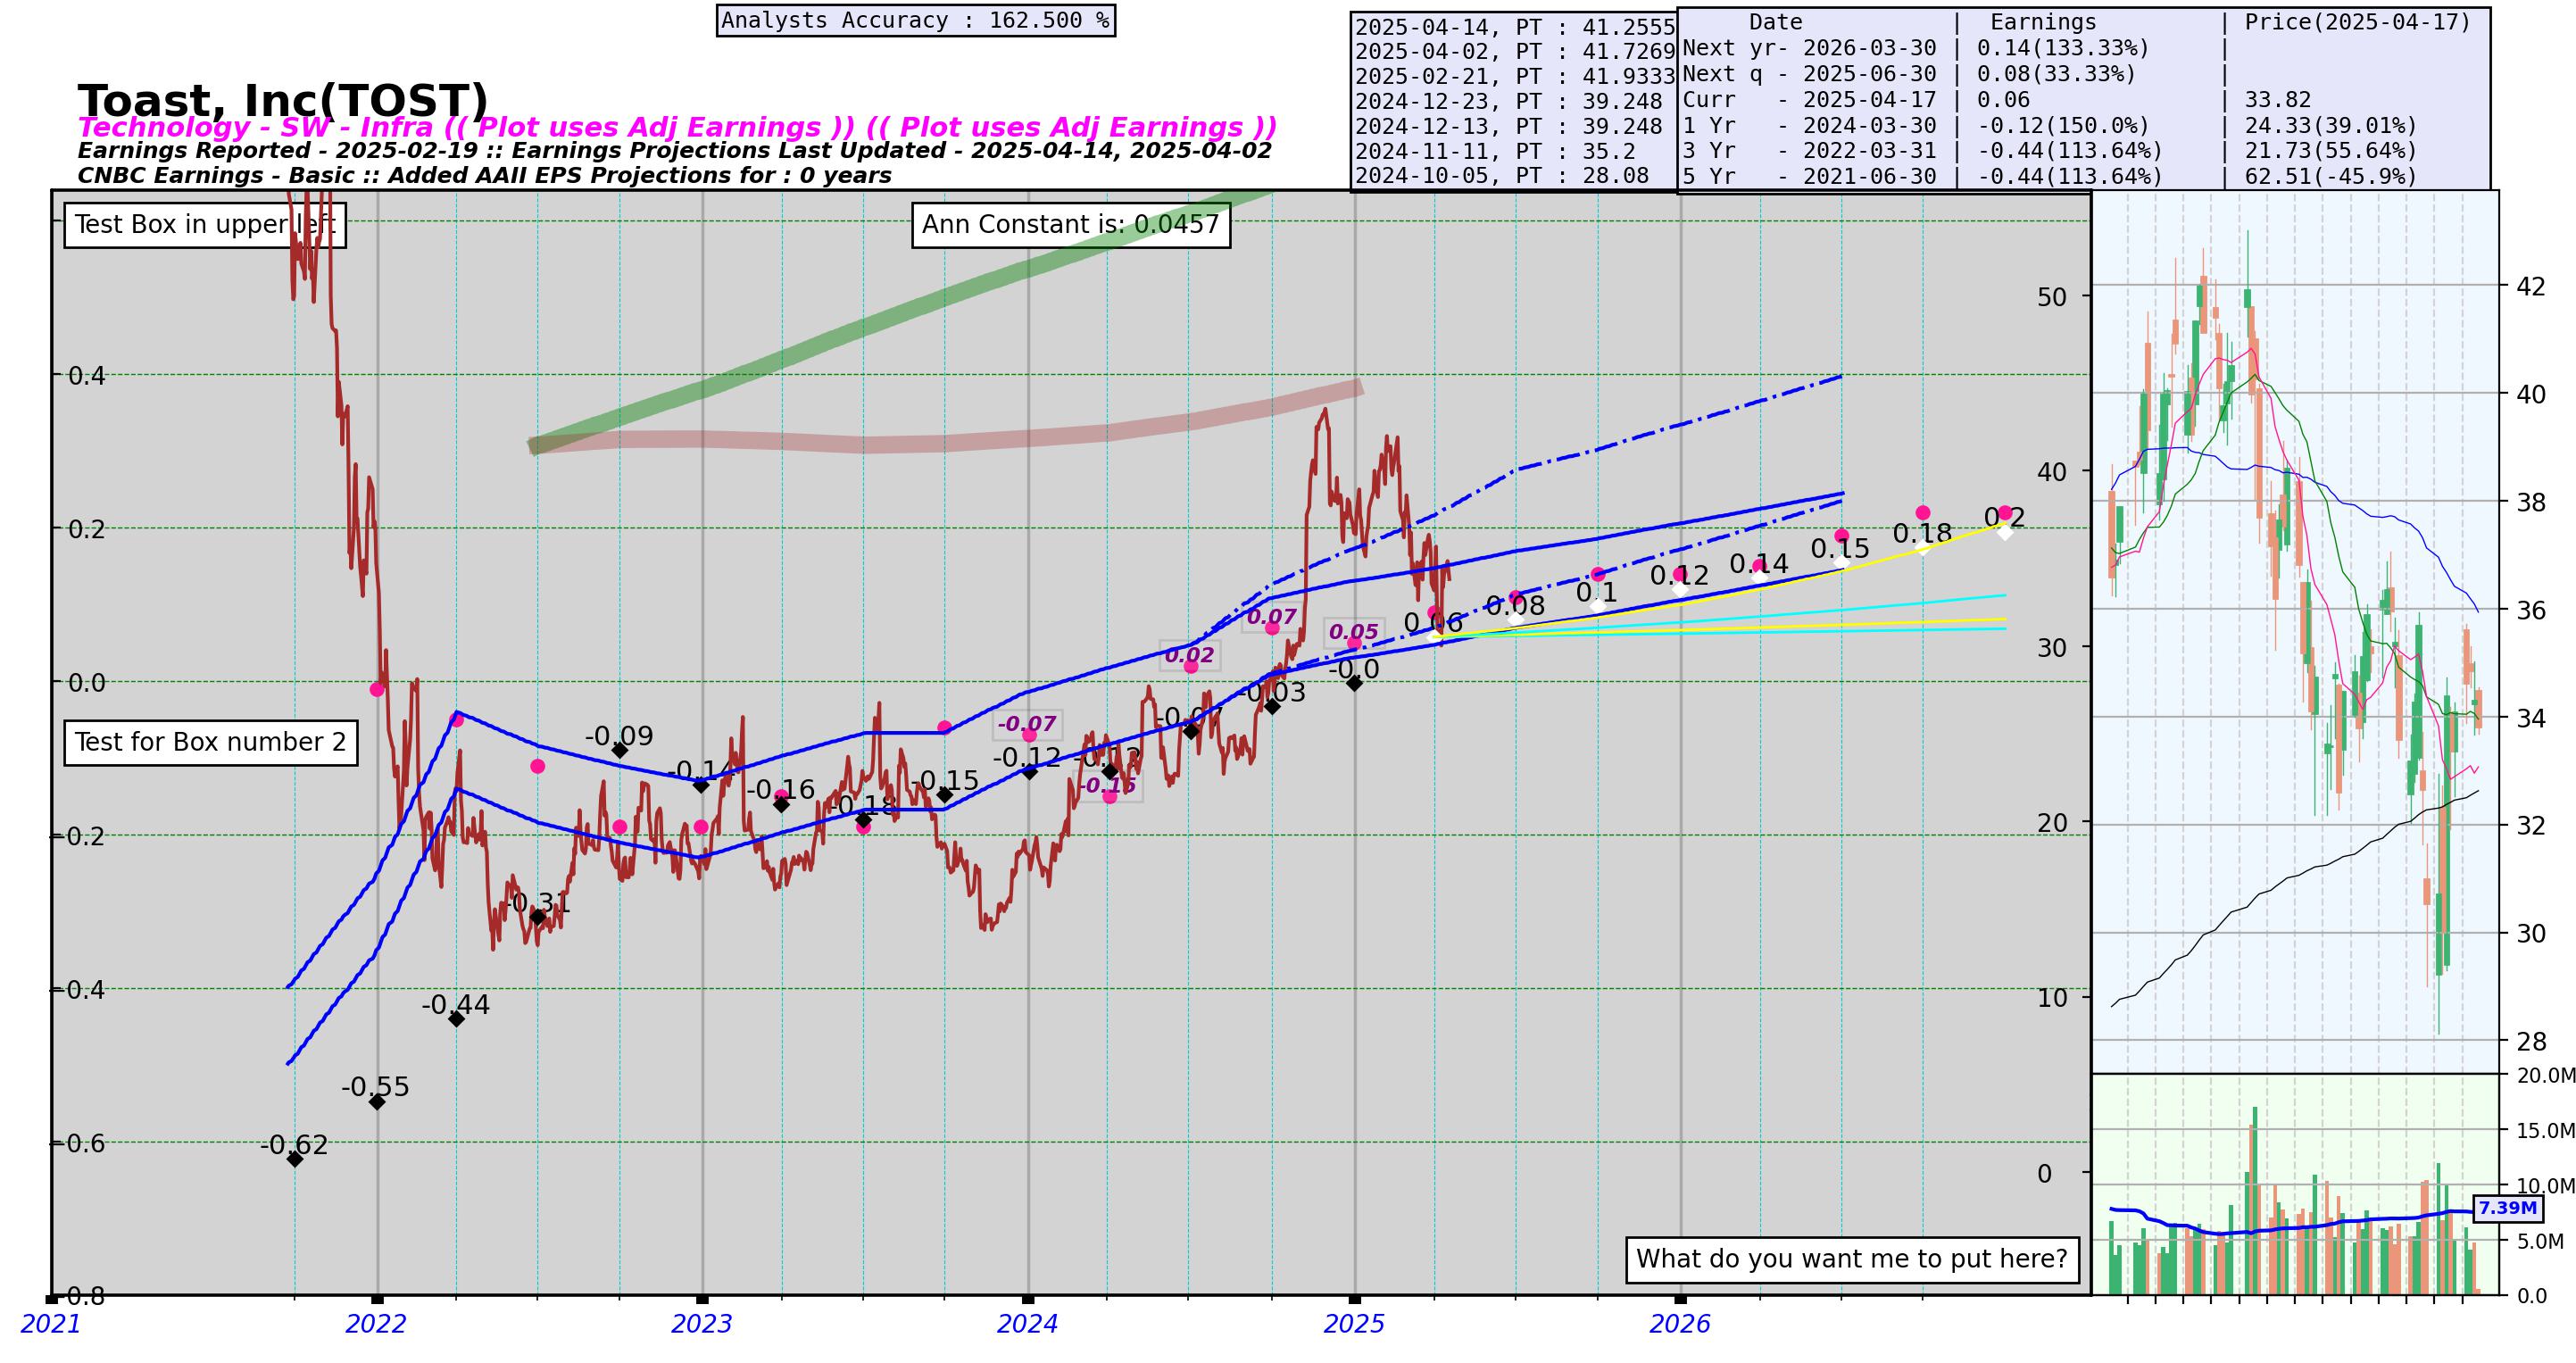 Analysts Accuracy : 162.500 %
2025-04-14, PT : 41.2555
2025-04-02, PT : 41.7269
2025-02-21, PT : 41.9333
2024-12-23, PT : 39.248
2024-12-13, PT : 39.248
2024-11-11, PT : 35.2
2024-10-05, PT : 28.08
Date | Earnings | Price(2025-04-17)
Next yr- 2026-03-30 | 0.14(133.33%) |
Next q - 2025-06-30 | 0.08(33.33%) |
Curr - 2025-04-17 | 0.06 | 33.82
1 Yr - 2024-03-30 | -0.12(150.0%) | 24.33(39.01%)
3 Yr - 2022-03-31 | -0.44(113.64%) | 21.73(55.64%)
5 Yr - 2021-06-30 | -0.44(113.64%) | 62.51(-45.9%)
Toast, Inc(TOST)
Technology - SW - Infra (( Plot uses Adj Earnings )) (( Plot uses Adj Earnings ))
Earnings Reported - 2025-02-19 :: Earnings Projections Last Updated - 2025-04-14, 2025-04-02
CNBC Earnings - Basic :: Added AAII EPS Projections for : 0 years
Test Box in upper left
Ann Constant is: 0.0457
Test for Box number 2
What do you want me to put here?
0.4
0.2
0.0
-0.2
-0.4
-0.6
-0.8
-0.62
-0.55
-0.44
-0.31
-0.09
-0.14
-0.16
-0.18
-0.15
-0.12
-0.12
-0.07
-0.03
-0.0
0.06
0.08
0.1
0.12
0.14
0.15
0.18
0.2
-0.07
-0.15
0.02
0.07
0.05
50
40
30
20
10
0
42
40
38
36
34
32
30
28
20.0M
15.0M
10.0M
7.39M
5.0M
0.0
2021
2022
2023
2024
2025
2026